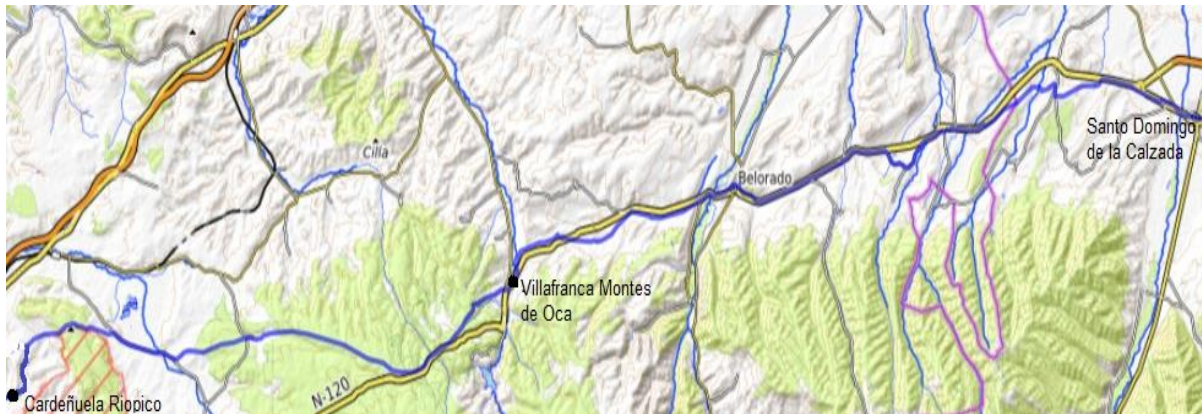 Cilla
Belorado
Santo Domingo
de la Calzada
Villafranca Montes
de Oca
N-120
Cardeñuela Riopico